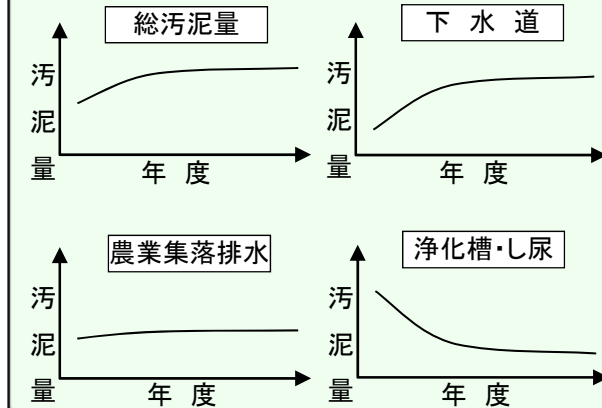 総汚泥量
汚泥量
年度
下水道
汚泥量
年度
農業集落排水
汚泥量
年度
浄化槽・し尿
汚泥量
年度